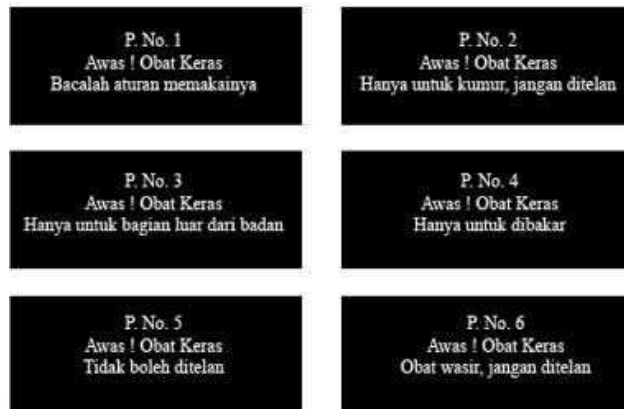 P. No. 1
Awas ! Obat Keras
Bacalah aturan memakainya
P. No. 2
Awas ! Obat Keras
Hanya untuk kumur, jangan ditelan
P. No. 3
Awas ! Obat Keras
Hanya untuk bagian luar dari badan
P. No. 4
Awas ! Obat Keras
Hanya untuk dibakar
P. No. 5
Awas ! Obat Keras
Tidak boleh ditelan
P. No. 6
Awas ! Obat Keras
Obat wasir, jangan ditelan